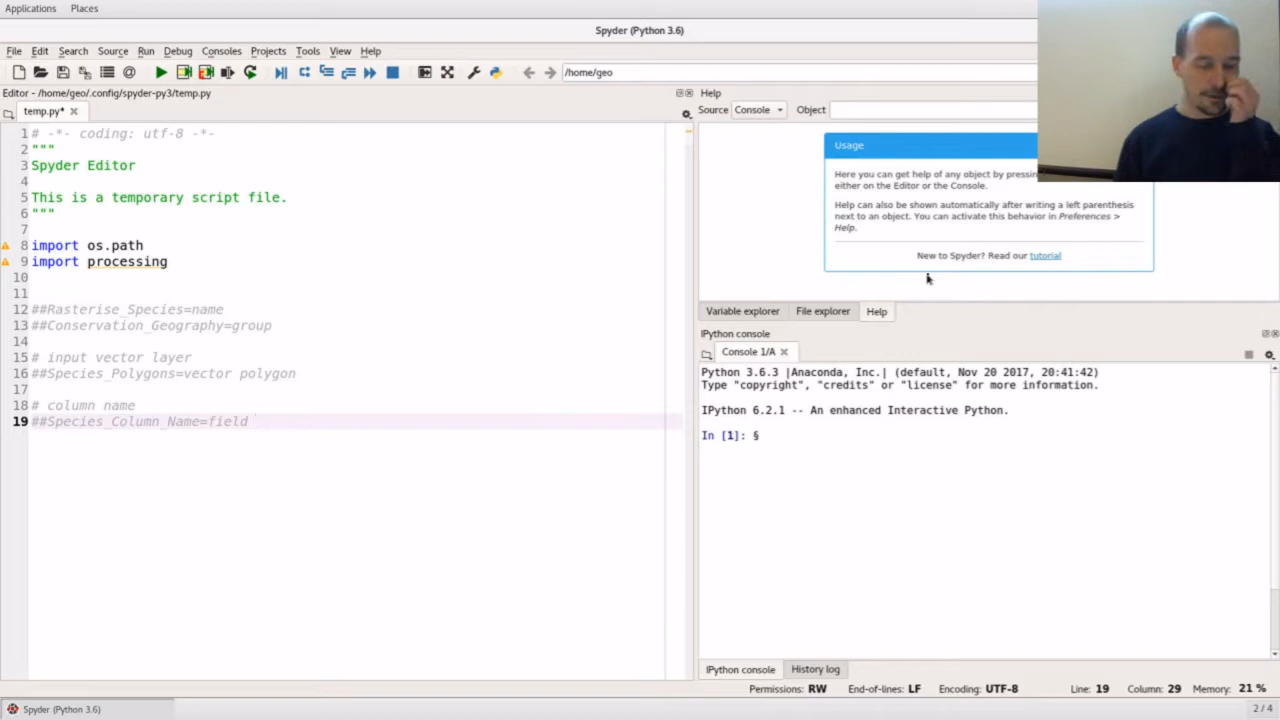 Applications Places
Spyder (Python 3.6)
File Edit Search Source Run Debug Consoles Projects Tools View Help
/home/geo
Editor - /home/geo/.config/spyder-py3/temp.py
temp.py*
1 # -*- coding: utf-8 -*-
2 """
3 Spyder Editor
4
5 This is a temporary script file.
6 """
7
8 import os.path
9 import processing
10
11
12 ##Rasterise_Species=name
13 ##Conservation_Geography=group
14
15 # input vector layer
16 ##Species_Polygons=vector polygon
17
18 # column name
19 ##Species_Column_Name=field
Help
Source Console Object
Usage
Here you can get help of any object by pressing
either on the Editor or the Console.
Help can also be shown automatically after writing a left parenthesis
next to an object. You can activate this behavior in Preferences >
Help.
New to Spyder? Read our tutorial
Variable explorer File explorer Help
IPython console
Console 1/A
Python 3.6.3 |Anaconda, Inc.| (default, Nov 20 2017, 20:41:42)
Type "copyright", "credits" or "license" for more information.
IPython 6.2.1 -- An enhanced Interactive Python.
In [1]: §
IPython console History log
Permissions: RW End-of-lines: LF Encoding: UTF-8 Line: 19 Column: 29 Memory: 21 %
Spyder (Python 3.6) 2 / 4